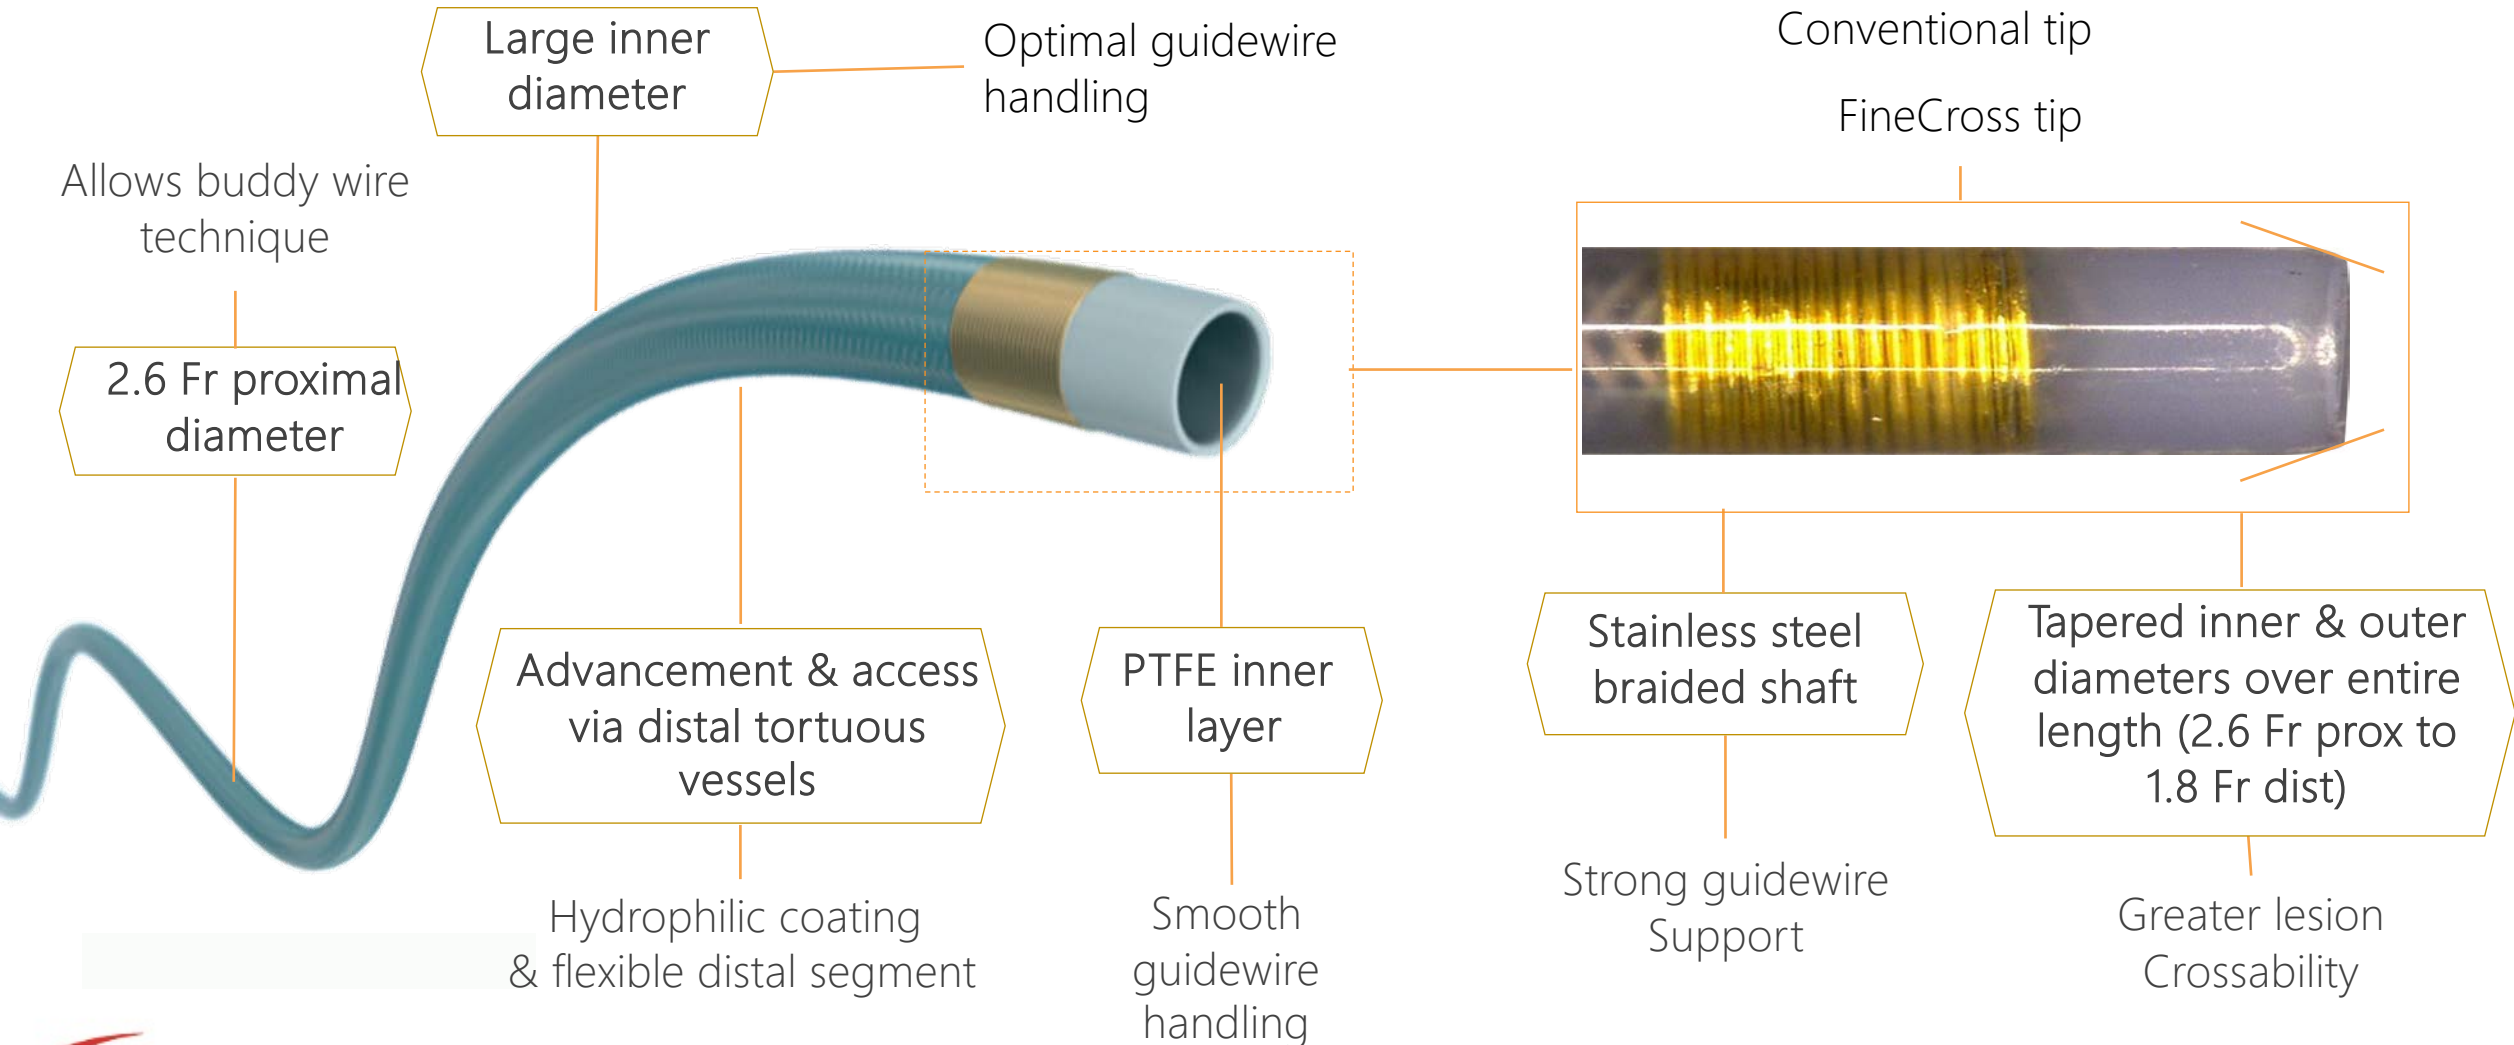 Large inner
diameter
Optimal guidewire
handling
Conventional tip
FineCross tip
Allows buddy wire
technique
2.6 Fr proximal
diameter
Advancement & access
via distal tortuous
vessels
Hydrophilic coating
& flexible distal segment
PTFE inner
layer
Smooth
guidewire
handling
Stainless steel
braided shaft
Strong guidewire
Support
Tapered inner & outer
diameters over entire
length (2.6 Fr prox to
1.8 Fr dist)
Greater lesion
Crossability